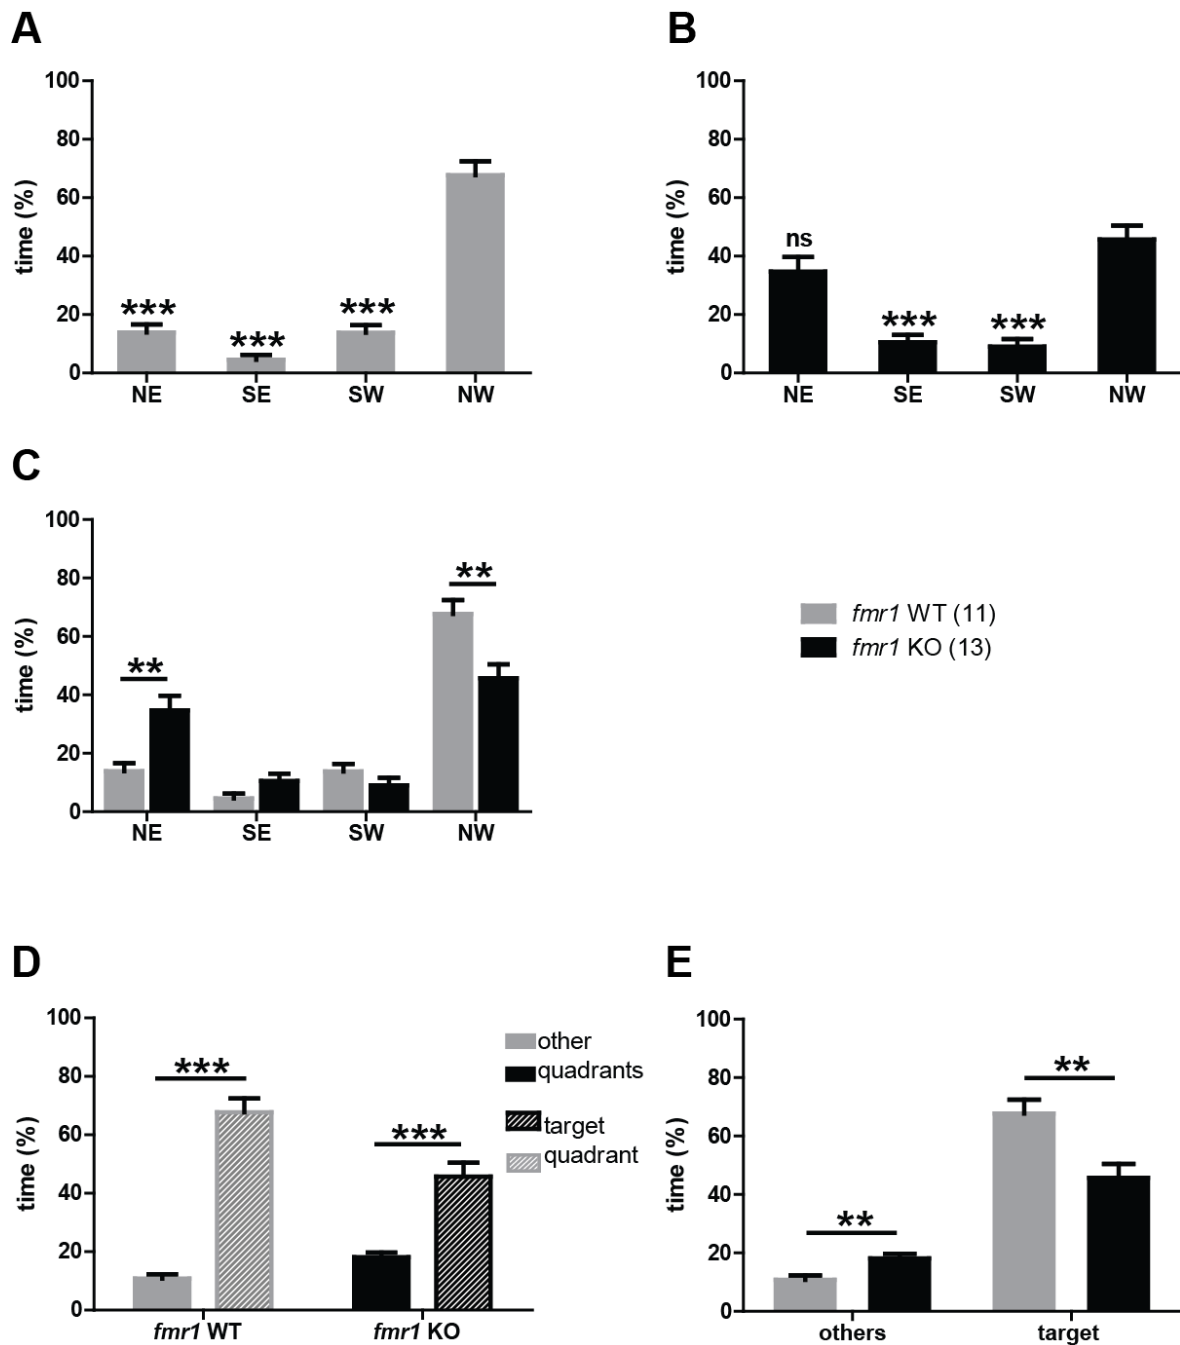 A
time (%)
100
80
60
40
20
0
***
***
***
NE SE SW NW
B
time (%)
100
80
60
40
20
0
ns
***
***
NE SE SW NW
C
time (%)
100
80
60
40
20
0
**
**
NE SE SW NW
fmr1 WT (11)
fmr1 KO (13)
D
time (%)
100
80
60
40
20
0
***
***
fmr1 WT fmr1 KO
other
quadrants
target
quadrant
E
time (%)
100
80
60
40
20
0
**
**
others target